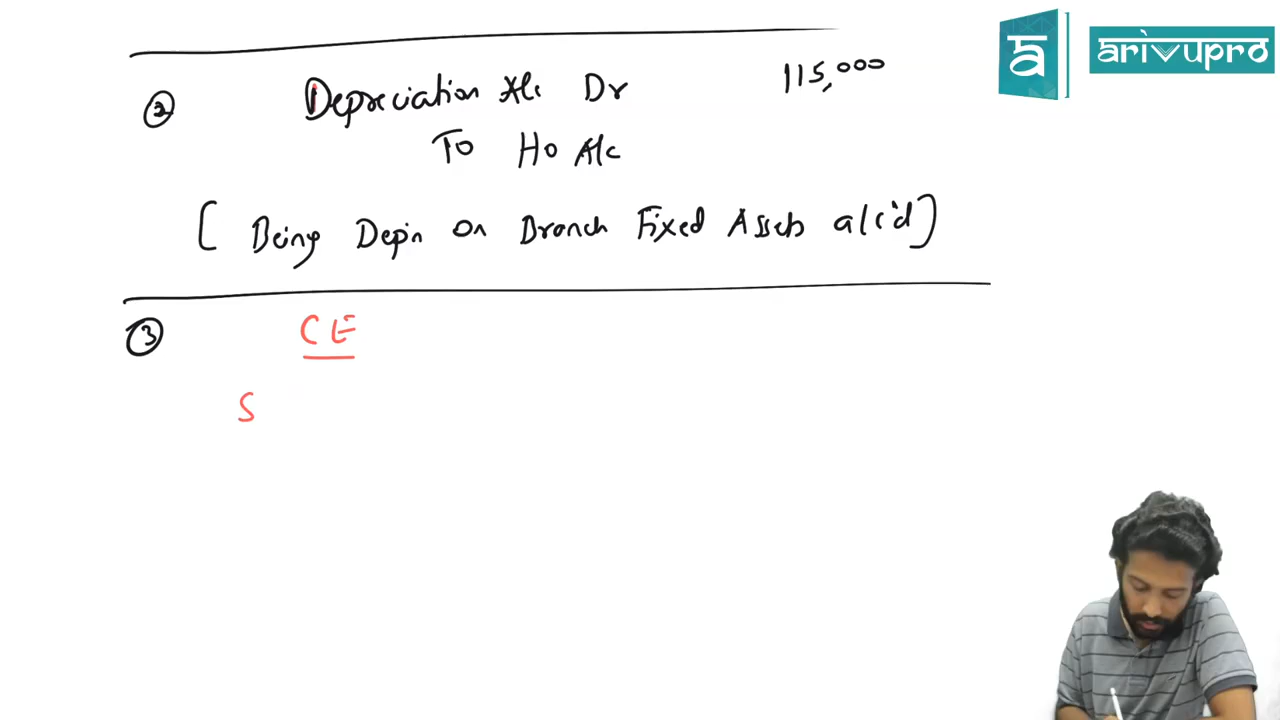 arivupro
② Depreciation A/c Dr 115,000
To Ho A/c
[ Being Depn on Branch Fixed Assets a/c'd ]
③ CE
S